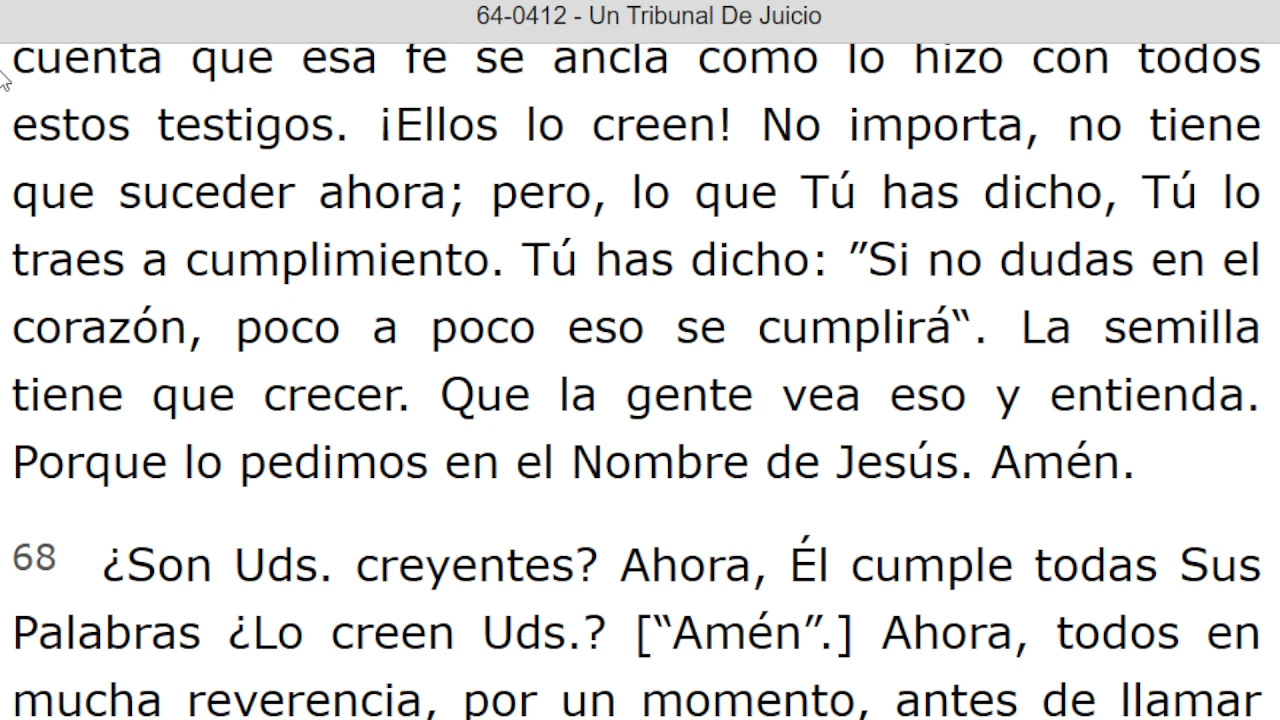 64-0412 - Un Tribunal De Juicio
cuenta que esa fe se ancla como lo hizo con todos
estos testigos. ¡Ellos lo creen! No importa, no tiene
que suceder ahora; pero, lo que Tú has dicho, Tú lo
traes a cumplimiento. Tú has dicho: ”Si no dudas en el
corazón, poco a poco eso se cumplirá“. La semilla
tiene que crecer. Que la gente vea eso y entienda.
Porque lo pedimos en el Nombre de Jesús. Amén.
68 ¿Son Uds. creyentes? Ahora, Él cumple todas Sus
Palabras ¿Lo creen Uds.? [“Amén”.] Ahora, todos en
mucha reverencia, por un momento, antes de llamar